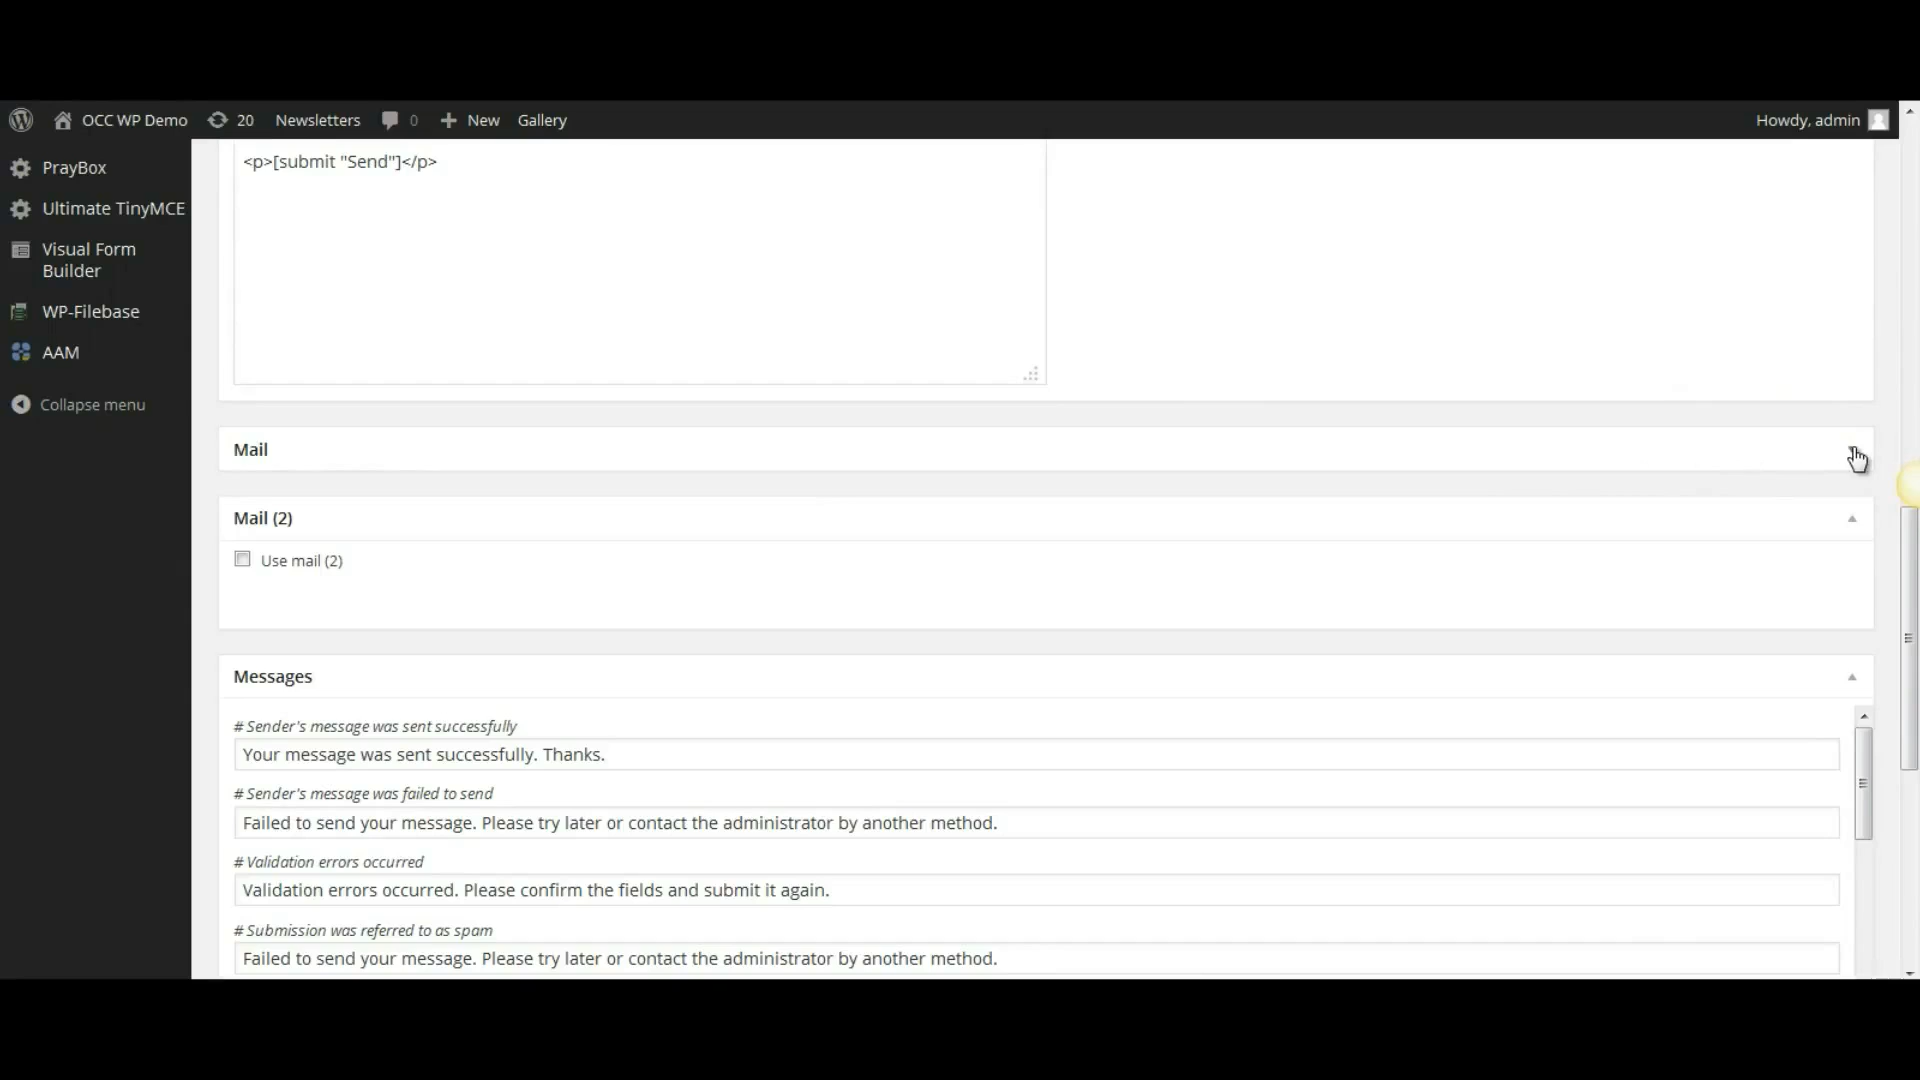 OCC WP Demo 20 Newsletters 0 New Gallery Howdy, admin
PrayBox
Ultimate TinyMCE
Visual Form
Builder
WP-Filebase
AAM
Collapse menu
<p>[submit "Send"]</p>
Mail
Mail (2)
Use mail (2)
Messages
# Sender's message was sent successfully
Your message was sent successfully. Thanks.
# Sender's message was failed to send
Failed to send your message. Please try later or contact the administrator by another method.
# Validation errors occurred
Validation errors occurred. Please confirm the fields and submit it again.
# Submission was referred to as spam
Failed to send your message. Please try later or contact the administrator by another method.